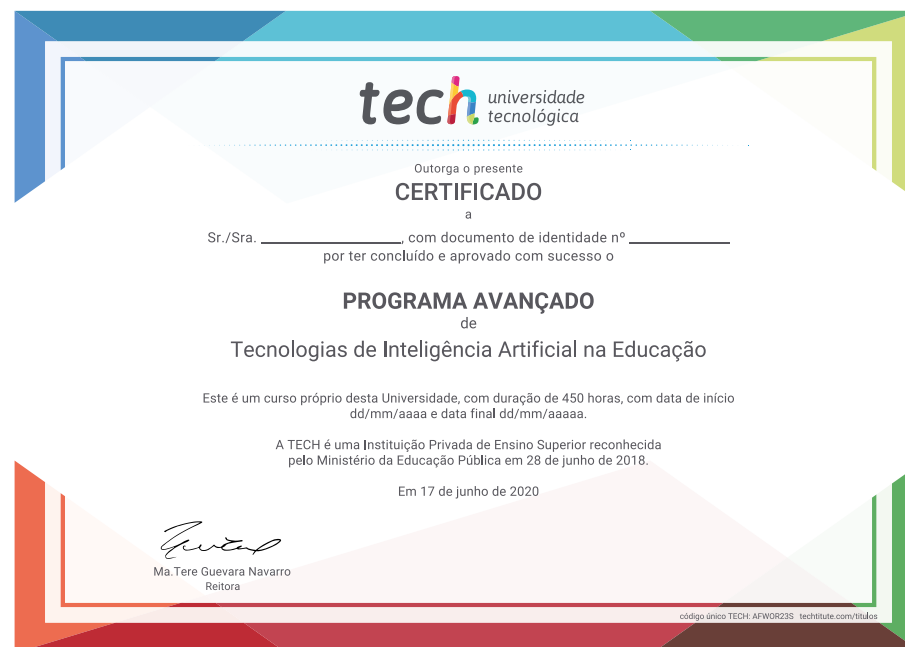 tech universidade
tecnológica
Outorga o presente
CERTIFICADO
a
Sr./Sra. ____________________, com documento de identidade nº ______________
por ter concluído e aprovado com sucesso o
PROGRAMA AVANÇADO
de
Tecnologias de Inteligência Artificial na Educação
Este é um curso próprio desta Universidade, com duração de 450 horas, com data de início
dd/mm/aaaa e data final dd/mm/aaaaa.
A TECH é uma Instituição Privada de Ensino Superior reconhecida
pelo Ministério da Educação Pública em 28 de junho de 2018.
Em 17 de junho de 2020
Ma.Tere Guevara Navarro
Reitora
código único TECH: AFWOR23S techtitute.com/titulos